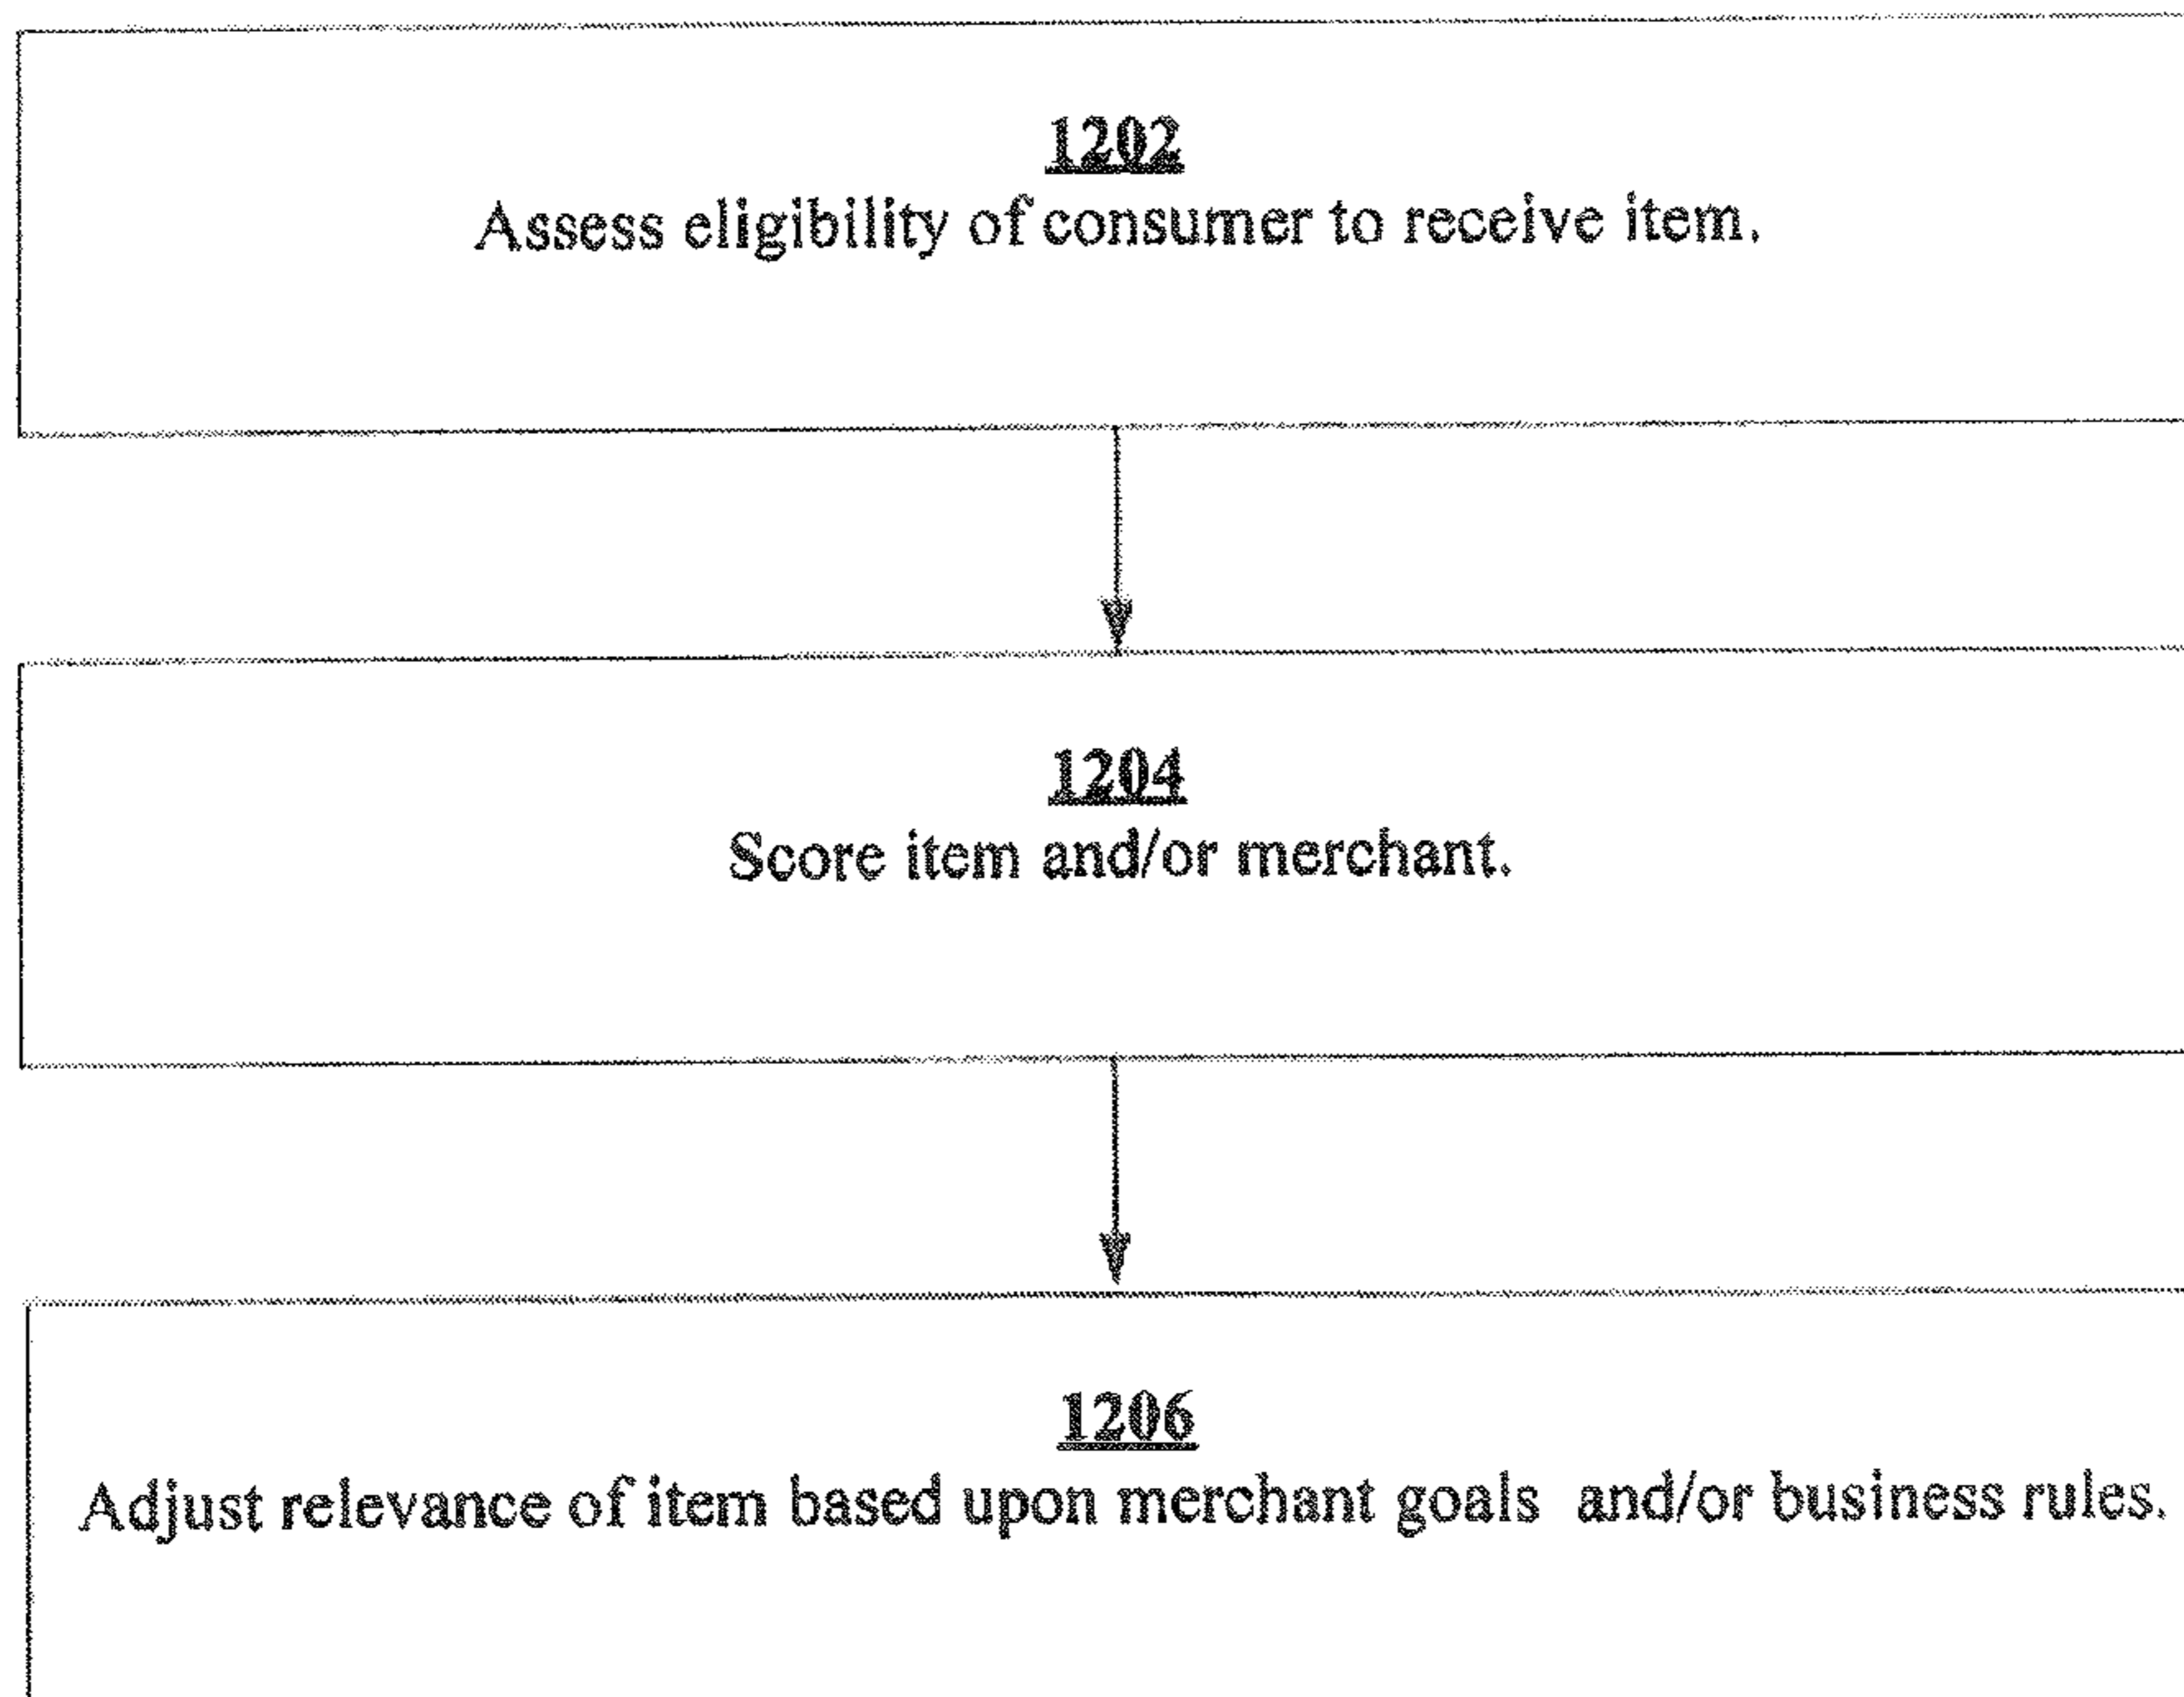 1202
Assess eligibility of consumer to receive item.
1204
Score item and/or merchant.
1206
Adjust relevance of item based upon merchant goals and/or business rules.